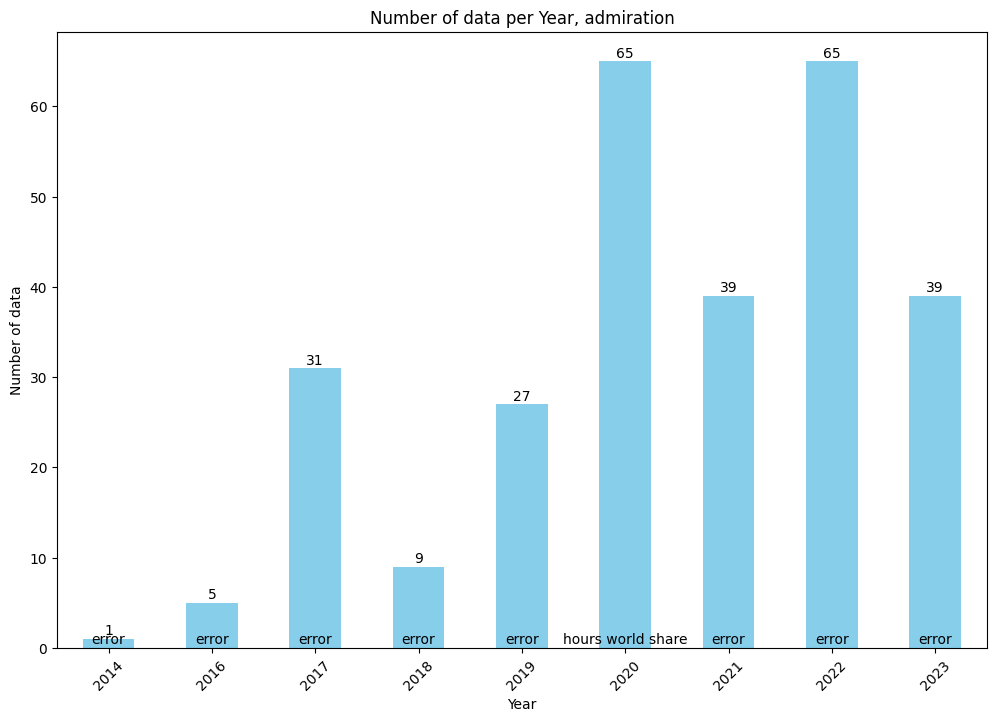 Number of data per Year, admiration
Number of data
60
50
40
30
20
10
0
1
5
31
9
27
65
39
65
39
error
error
error
error
error
hours world share
error
error
error
2014
2016
2017
2018
2019
2020
2021
2022
2023
Year